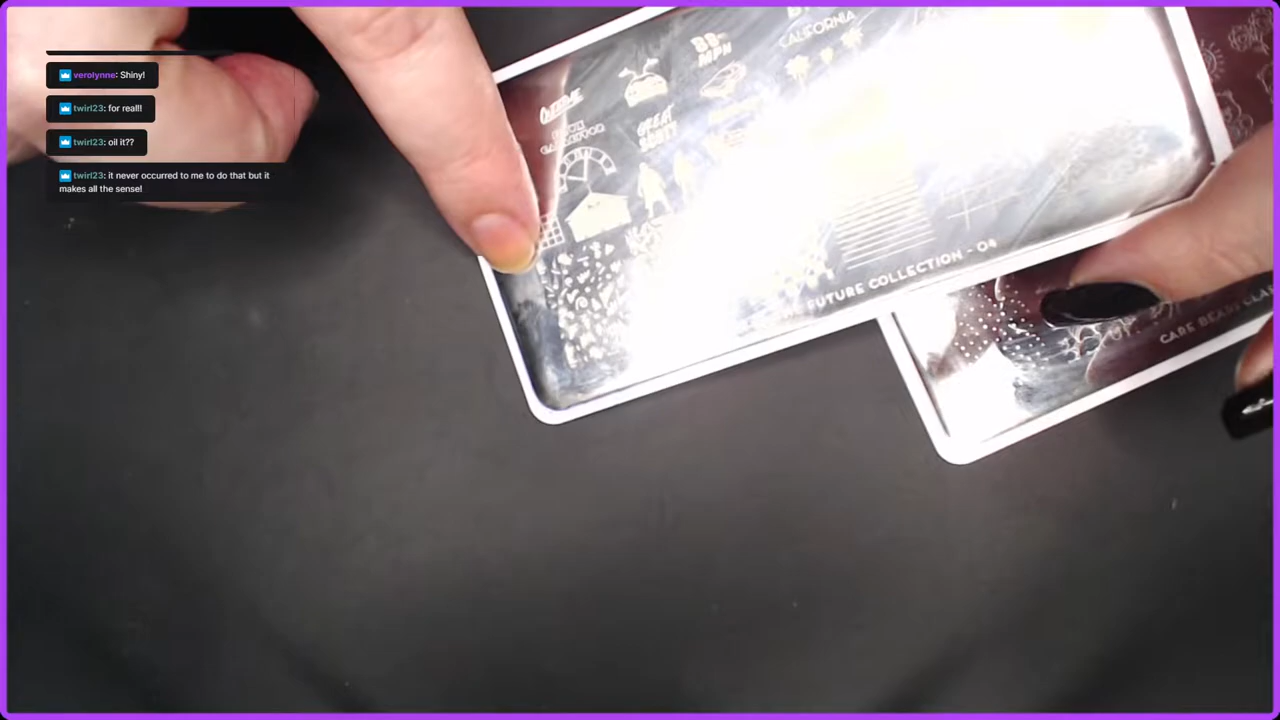 verolynne: Shiny!
twirl23: for real!!
twirl23: oil it??
twirl23: it never occurred to me to do that but it
makes all the sense!
88
MPH
CALIFORNIA
OUTATIME
GREAT
SCOTT
FUTURE COLLECTION - 04
CARE BEARS